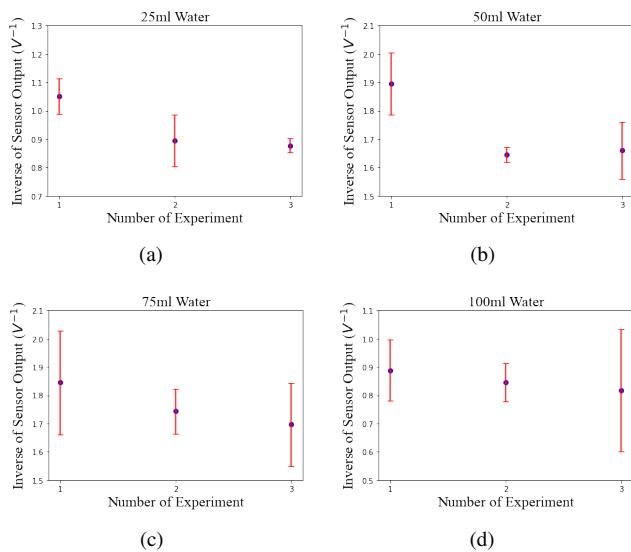 25ml Water
Inverse of Sensor Output (V⁻¹)
1.3
1.2
1.1
1.0
0.9
0.8
0.7
1 2 3
Number of Experiment
(a)
50ml Water
Inverse of Sensor Output (V⁻¹)
2.1
2.0
1.9
1.8
1.7
1.6
1.5
1 2 3
Number of Experiment
(b)
75ml Water
Inverse of Sensor Output (V⁻¹)
2.1
2.0
1.9
1.8
1.7
1.6
1.5
1 2 3
Number of Experiment
(c)
100ml Water
Inverse of Sensor Output (V⁻¹)
1.1
1.0
0.9
0.8
0.7
0.6
0.5
1 2 3
Number of Experiment
(d)